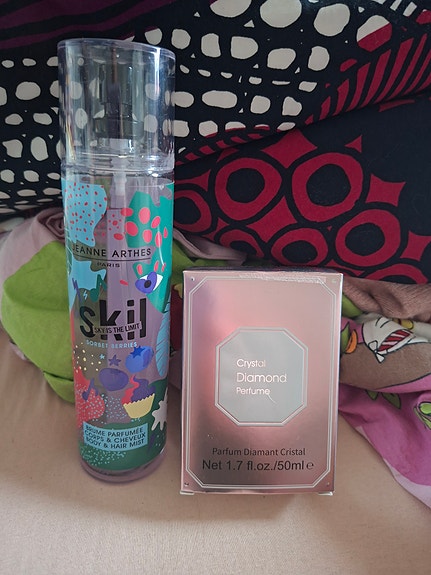 JEANNE ARTHES
PARIS
skil
SKY IS THE LIMIT
SORBET BERRIES
BRUME PARFUMÉE
CORPS & CHEVEUX
BODY & HAIR MIST
Crystal
Diamond
Perfume
Parfum Diamant Cristal
Net 1.7 fl.oz./50ml e